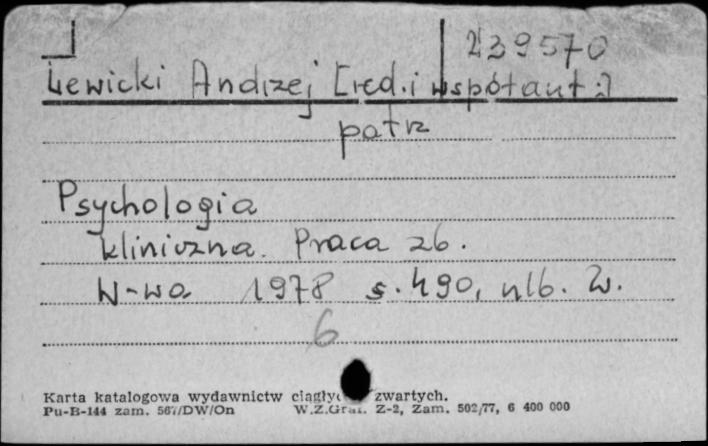 239570
Lewicki Andrzej [red. i współaut.]
patrz
Psychologia
kliniczna. Praca zb.
W-wa 1978 s. 490, nlb. 2.
6
Karta katalogowa wydawnictw zwartych.
Pu-B-144 zam. 567/DW/On W.Z.Graf. Z-2, Zam. 502/77, 6 400 000